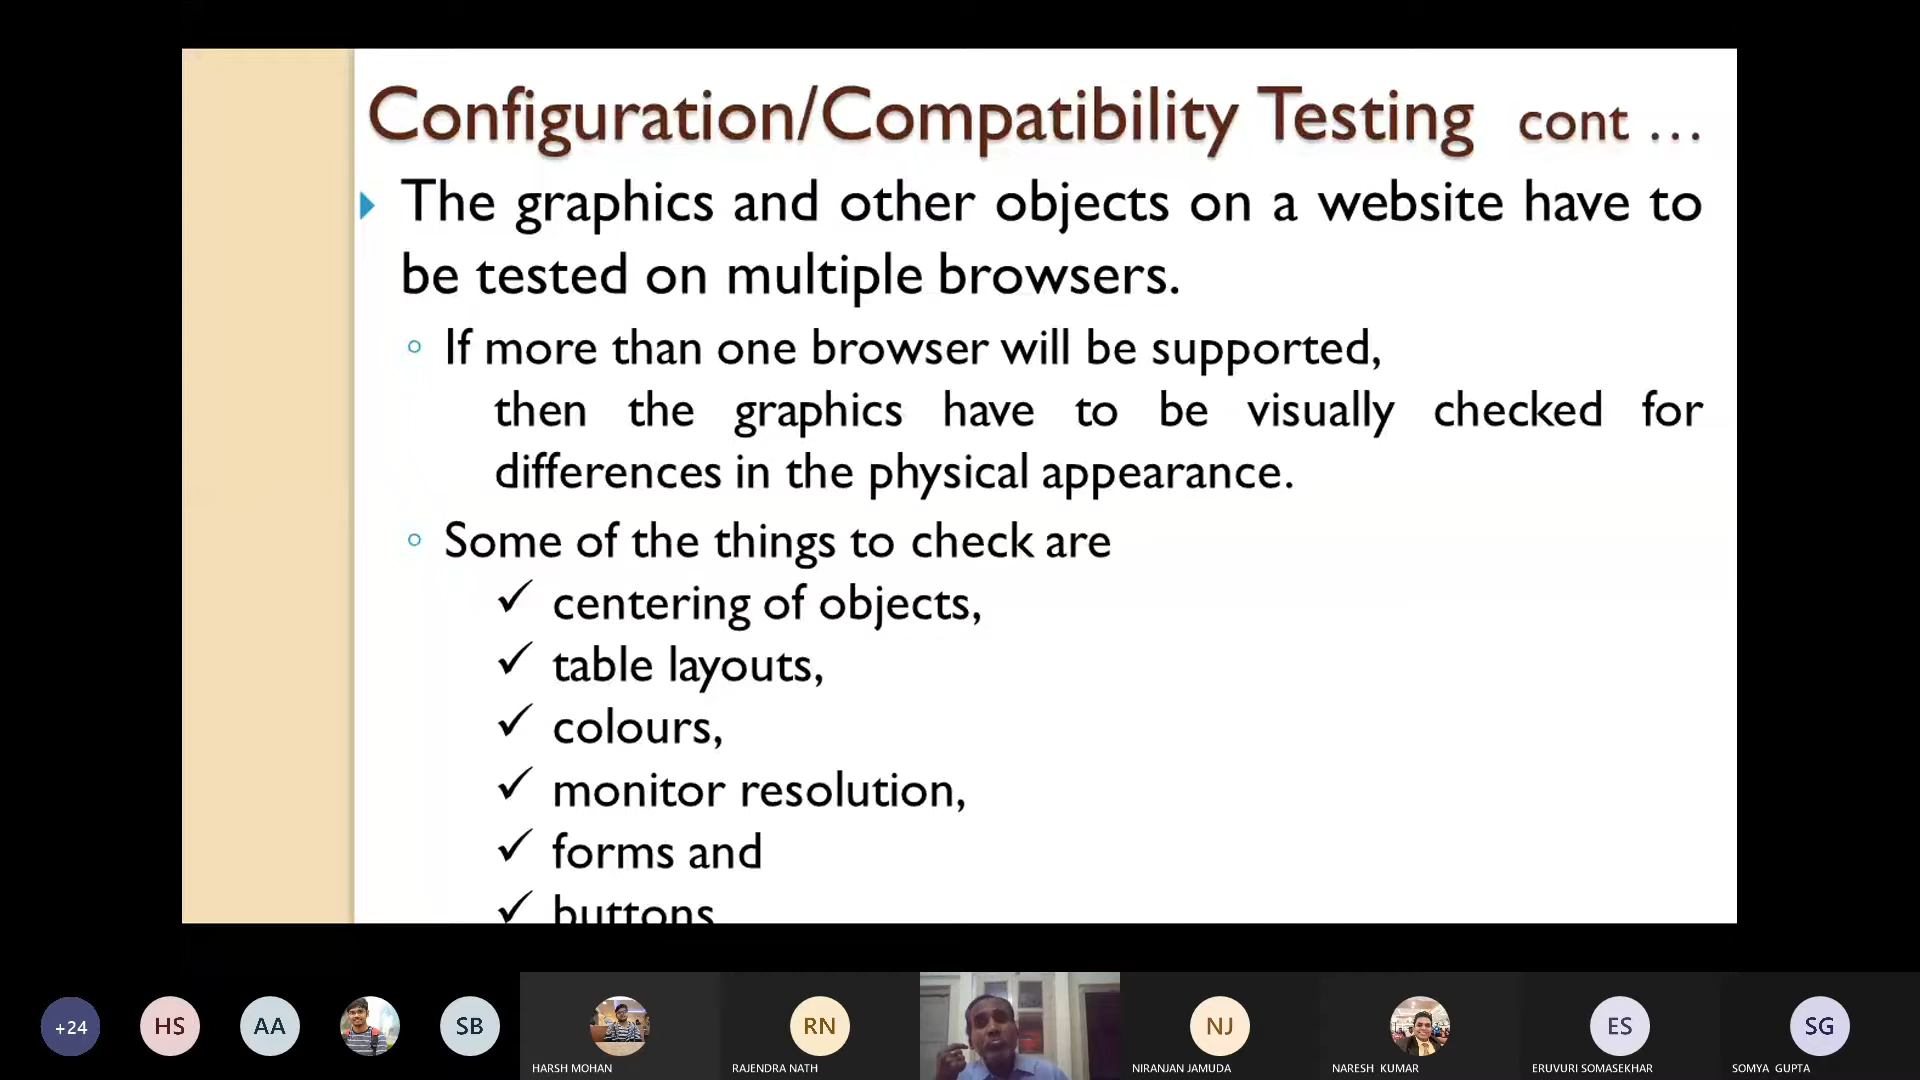 Configuration/Compatibility Testing cont ...
The graphics and other objects on a website have to
be tested on multiple browsers.
If more than one browser will be supported,
then the graphics have to be visually checked for
differences in the physical appearance.
Some of the things to check are
✓ centering of objects,
✓ table layouts,
✓ colours,
✓ monitor resolution,
✓ forms and
✓ buttons
+24
HS
AA
SB
HARSH MOHAN
RN
RAJENDRA NATH
NJ
NIRANJAN JAMUDA
NARESH KUMAR
ES
ERUVURI SOMASEKHAR
SG
SOMYA GUPTA